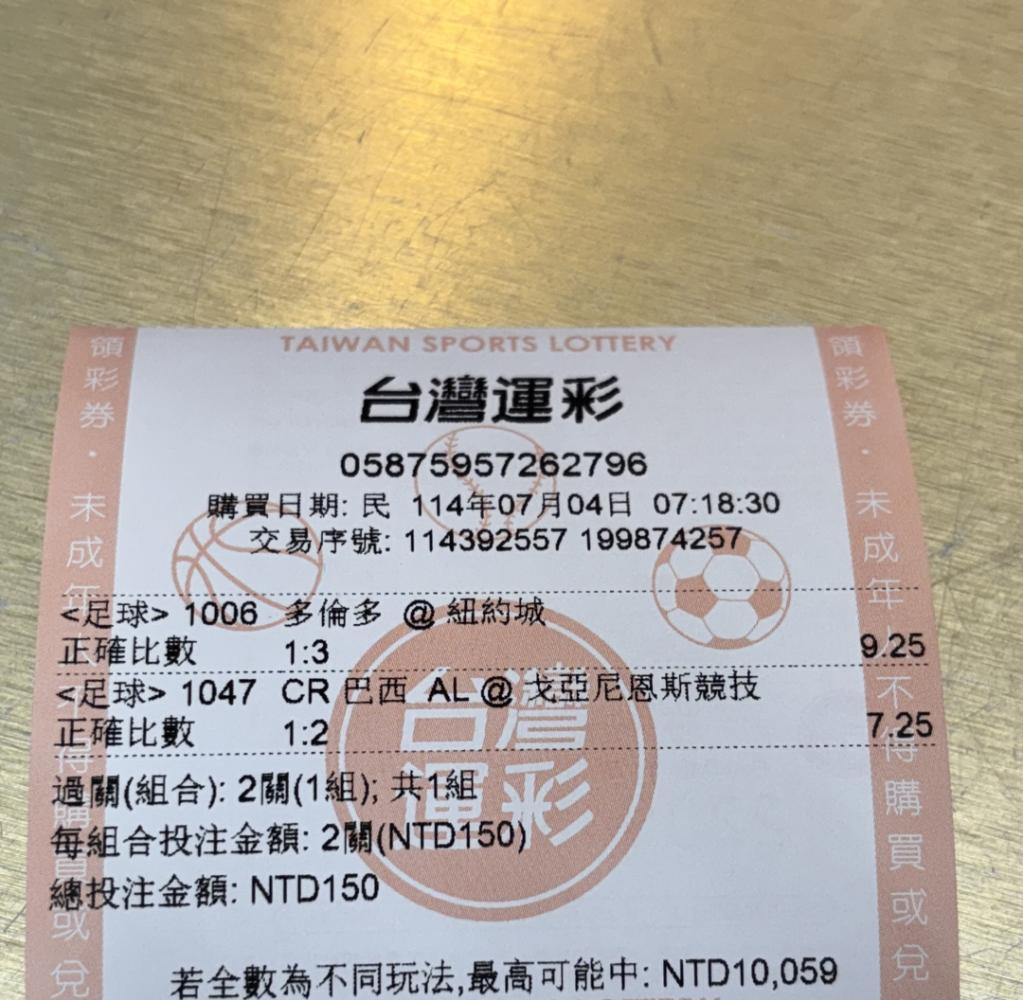 TAIWAN SPORTS LOTTERY
台灣運彩
05875957262796
購買日期: 民 114年07月04日 07:18:30
交易序號: 114392557 199874257
<足球> 1006 多倫多 @ 紐約城
正確比數 1:3 9.25
<足球> 1047 CR 巴西 AL @ 戈亞尼恩斯競技
正確比數 1:2 7.25
過關(組合): 2關(1組); 共1組
每組合投注金額: 2關(NTD150)
總投注金額: NTD150
若全數為不同玩法,最高可能中: NTD10,059
台灣
運彩
領彩券．未成年人不得購買或兌
領彩券．未成年人不得購買或兌